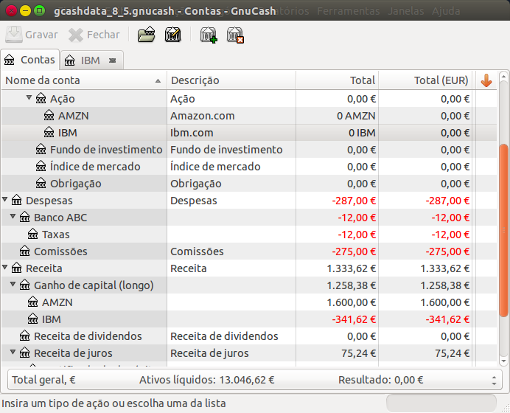 gcashdata_8_5.gnucash - Contas - GnuCash
Ferramentas Janelas Ajuda
Gravar Fechar
Contas IBM
Nome da conta Descrição Total Total (EUR)
Ação Ação 0,00 € 0,00 €
AMZN Amazon.com 0 AMZN 0,00 €
IBM Ibm.com 0 IBM 0,00 €
Fundo de investimento Fundo de investimento 0,00 € 0,00 €
Índice de mercado Índice de mercado 0,00 € 0,00 €
Obrigação Obrigação 0,00 € 0,00 €
Despesas Despesas -287,00 € -287,00 €
Banco ABC -12,00 € -12,00 €
Taxas -12,00 € -12,00 €
Comissões Comissões -275,00 € -275,00 €
Receita Receita 1.333,62 € 1.333,62 €
Ganho de capital (longo) 1.258,38 € 1.258,38 €
AMZN 1.600,00 € 1.600,00 €
IBM -341,62 € -341,62 €
Receita de dividendos Receita de dividendos 0,00 € 0,00 €
Receita de juros Receita de juros 75,24 € 75,24 €
Total geral, € Ativos líquidos: 13.046,62 € Resultado: 0,00 €
Insira um tipo de ação ou escolha uma da lista